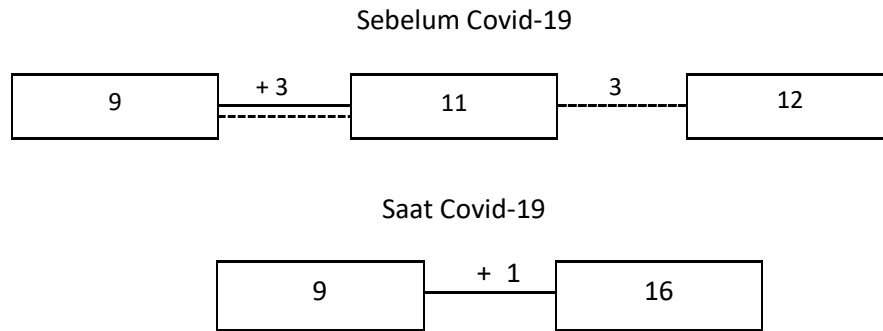 Sebelum Covid-19
9 + 3 11 3 12
Saat Covid-19
9 + 1 16